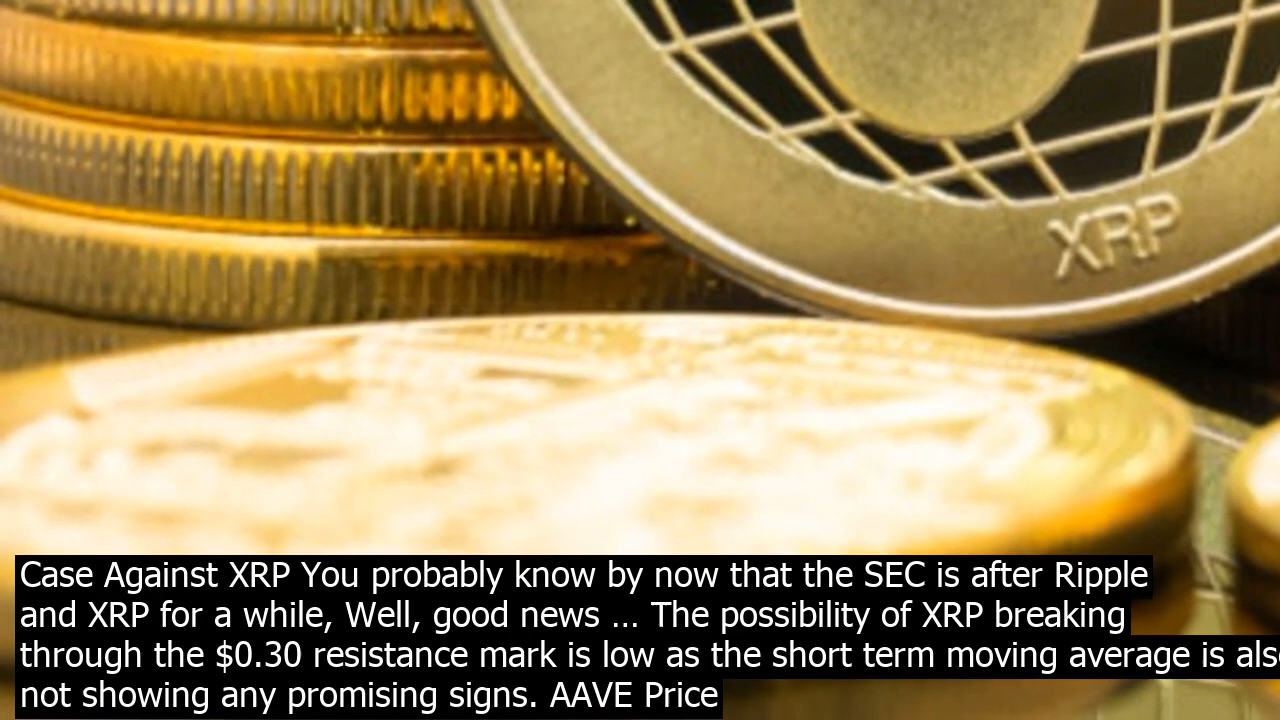 XRP
Case Against XRP You probably know by now that the SEC is after Ripple
and XRP for a while, Well, good news ... The possibility of XRP breaking
through the $0.30 resistance mark is low as the short term moving average is
not showing any promising signs. AAVE Price